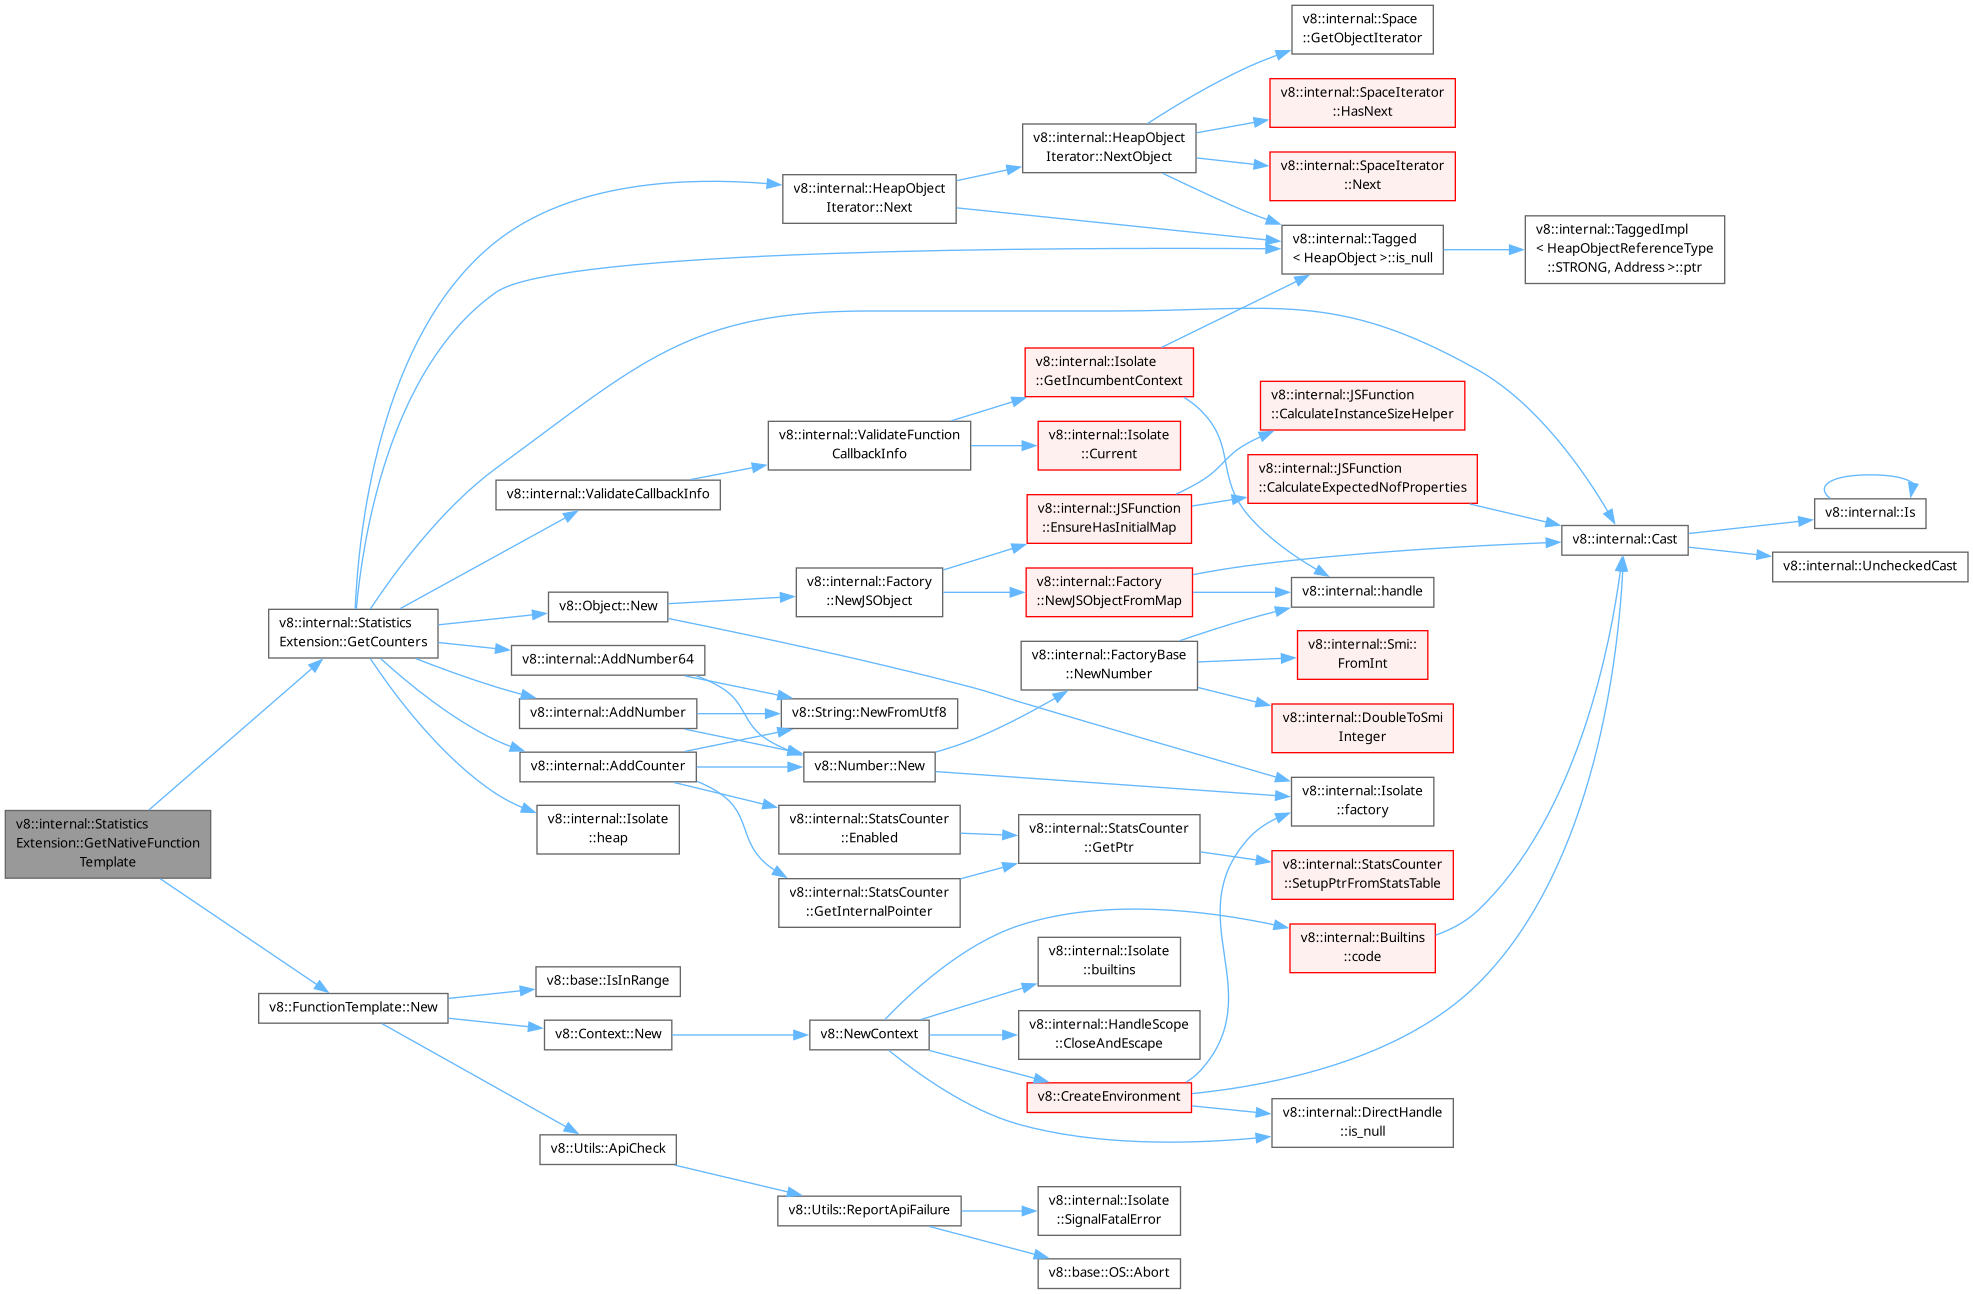 v8::internal::Space
::GetObjectIterator
v8::internal::SpaceIterator
::HasNext
v8::internal::HeapObject
Iterator::NextObject
v8::internal::SpaceIterator
::Next
v8::internal::HeapObject
Iterator::Next
v8::internal::Tagged
< HeapObject >::is_null
v8::internal::TaggedImpl
< HeapObjectReferenceType
::STRONG, Address >::ptr
v8::internal::Isolate
::GetIncumbentContext
v8::internal::JSFunction
::CalculateInstanceSizeHelper
v8::internal::ValidateFunction
CallbackInfo
v8::internal::Isolate
::Current
v8::internal::JSFunction
::CalculateExpectedNofProperties
v8::internal::ValidateCallbackInfo
v8::internal::JSFunction
::EnsureHasInitialMap
v8::internal::Is
v8::internal::Cast
v8::internal::UncheckedCast
v8::internal::Factory
::NewJSObject
v8::internal::Factory
::NewJSObjectFromMap
v8::internal::handle
v8::Object::New
v8::internal::Statistics
Extension::GetCounters
v8::internal::AddNumber64
v8::internal::FactoryBase
::NewNumber
v8::internal::Smi::
FromInt
v8::internal::AddNumber
v8::String::NewFromUtf8
v8::internal::DoubleToSmi
Integer
v8::internal::AddCounter
v8::Number::New
v8::internal::Isolate
::factory
v8::internal::Isolate
::heap
v8::internal::StatsCounter
::Enabled
v8::internal::StatsCounter
::GetPtr
v8::internal::Statistics
Extension::GetNativeFunction
Template
v8::internal::StatsCounter
::SetupPtrFromStatsTable
v8::internal::StatsCounter
::GetInternalPointer
v8::internal::Builtins
::code
v8::internal::Isolate
::builtins
v8::base::IsInRange
v8::FunctionTemplate::New
v8::Context::New
v8::NewContext
v8::internal::HandleScope
::CloseAndEscape
v8::CreateEnvironment
v8::internal::DirectHandle
::is_null
v8::Utils::ApiCheck
v8::Utils::ReportApiFailure
v8::internal::Isolate
::SignalFatalError
v8::base::OS::Abort